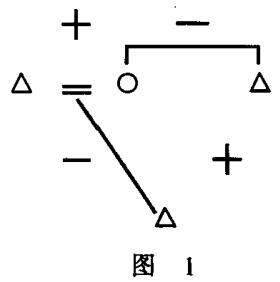 + −
△ = ○ △
− +
△
图 1